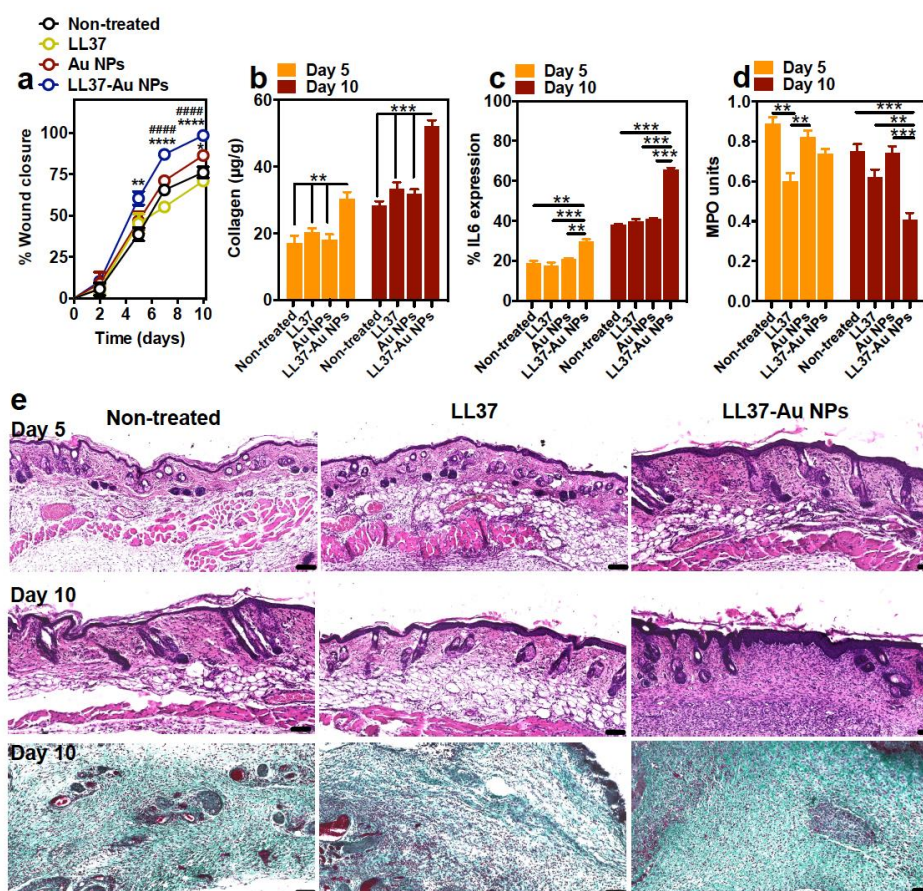 Non-treated
LL37
Au NPs
LL37-Au NPs
a
% Wound closure
100
75
50
25
0
####
####
****
****
**
*
0 2 4 6 8 10
Time (days)
b
Day 5
Day 10
Collagen (µg/g)
60
40
20
0
**
***
Non-treated
LL37
Au NPs
LL37-Au NPs
Non-treated
LL37
Au NPs
LL37-Au NPs
c
Day 5
Day 10
% IL6 expression
100
80
60
40
20
0
**
***
**
***
***
***
Non-treated
LL37
Au NPs
LL37-Au NPs
Non-treated
LL37
Au NPs
LL37-Au NPs
d
Day 5
Day 10
MPO units
1.0
0.8
0.6
0.4
0.2
0.0
**
**
***
**
***
Non-treated
LL37
Au NPs
LL37-Au NPs
Non-treated
LL37
Au NPs
LL37-Au NPs
e
Non-treated LL37 LL37-Au NPs
Day 5
Day 10
Day 10